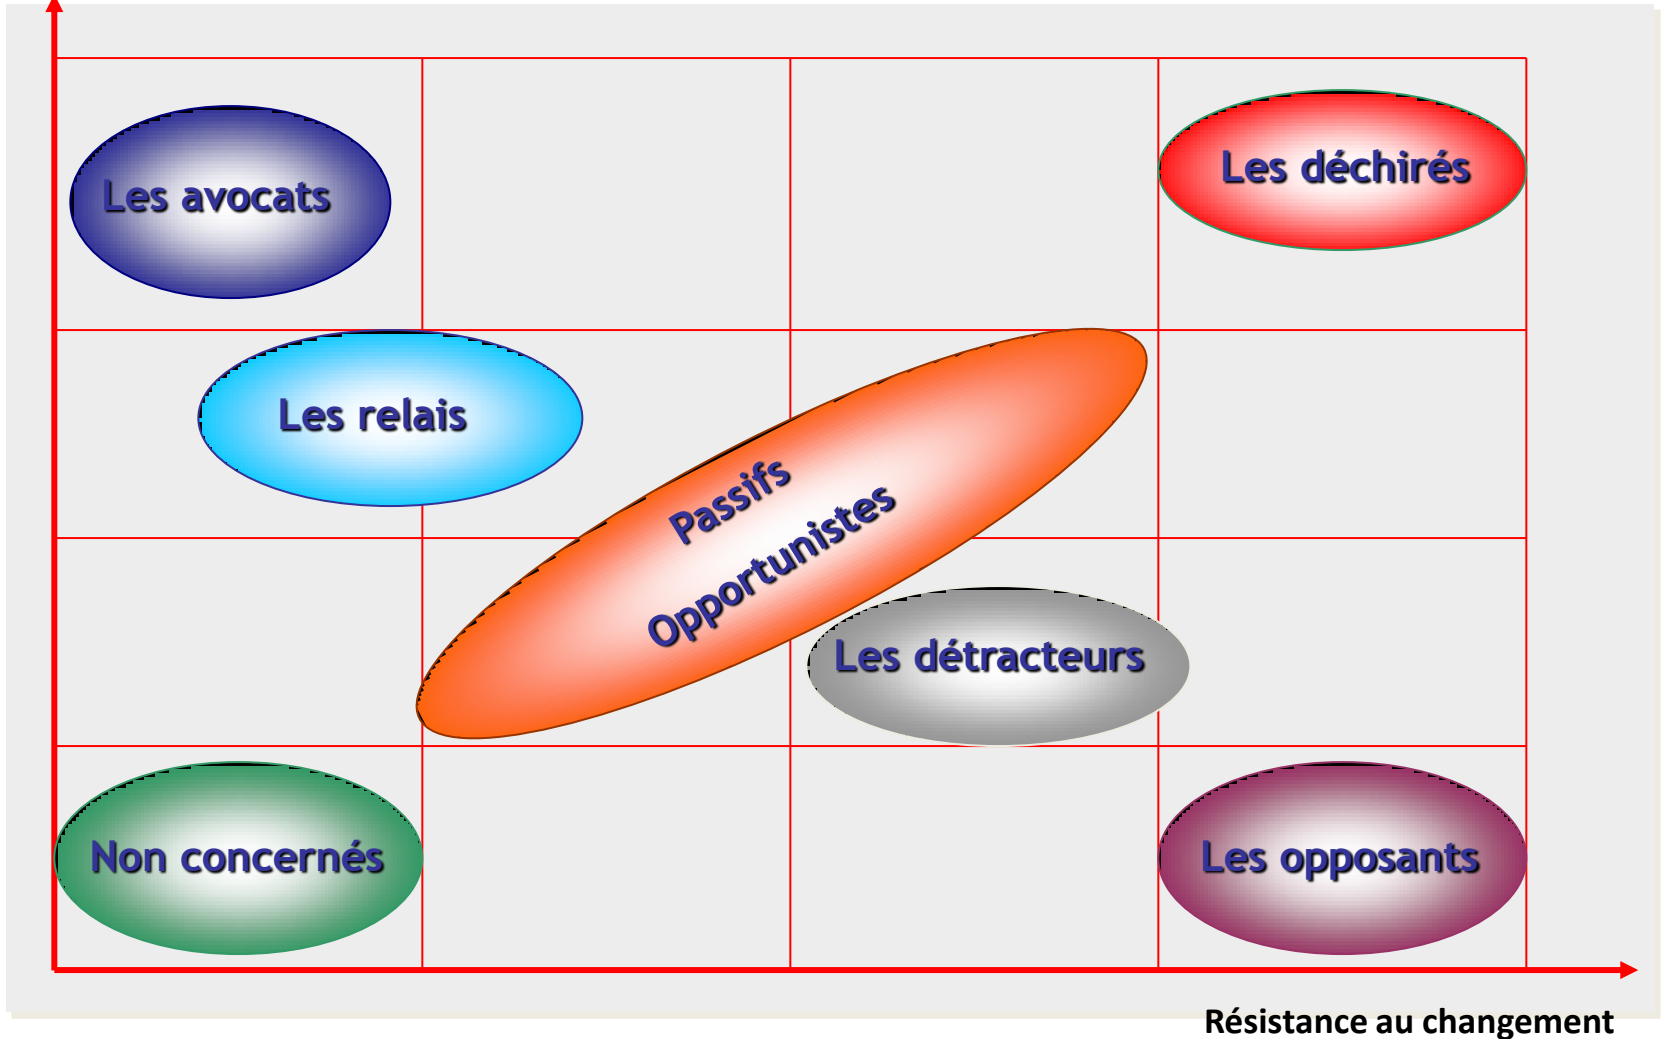 Les avocats
Les déchirés
Les relais
Passifs
Opportunistes
Les détracteurs
Non concernés
Les opposants
Résistance au changement